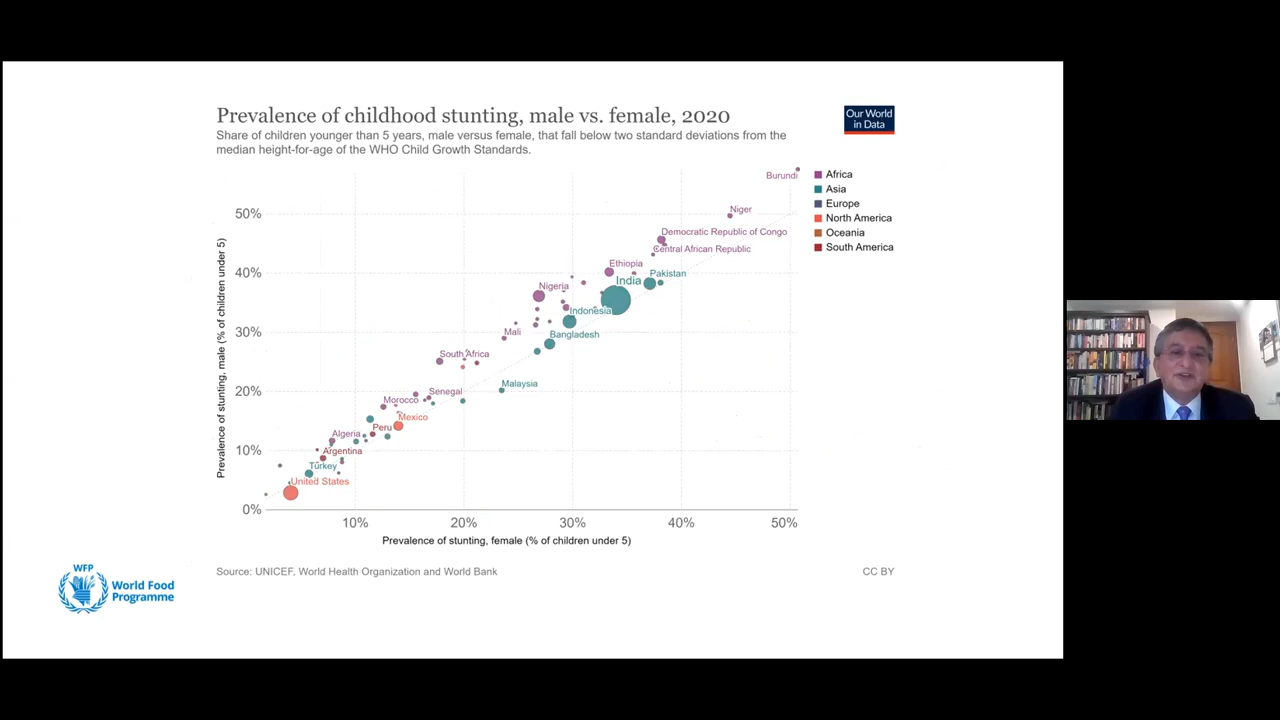 Prevalence of childhood stunting, male vs. female, 2020
Share of children younger than 5 years, male versus female, that fall below two standard deviations from the
median height-for-age of the WHO Child Growth Standards.
Our World
in Data
Prevalence of stunting, male (% of children under 5)
50%
40%
30%
20%
10%
0%
Burundi
Niger
Democratic Republic of Congo
Central African Republic
Ethiopia
Pakistan
India
Nigeria
Indonesia
Mali
Bangladesh
South Africa
Malaysia
Senegal
Morocco
Mexico
Peru
Algeria
Argentina
Turkey
United States
10%
20%
30%
40%
50%
Prevalence of stunting, female (% of children under 5)
Africa
Asia
Europe
North America
Oceania
South America
Source: UNICEF, World Health Organization and World Bank
CC BY
WFP
World Food
Programme